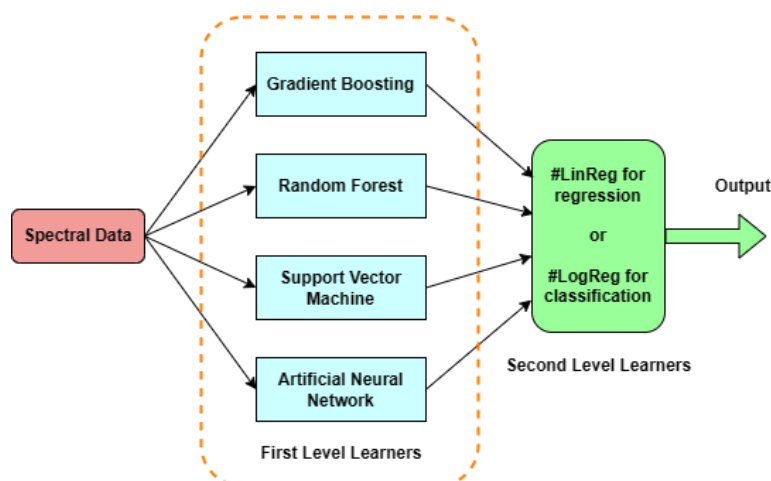 Spectral Data
Gradient Boosting
Random Forest
Support Vector
Machine
Artificial Neural
Network
First Level Learners
#LinReg for
regression
or
#LogReg for
classification
Second Level Learners
Output